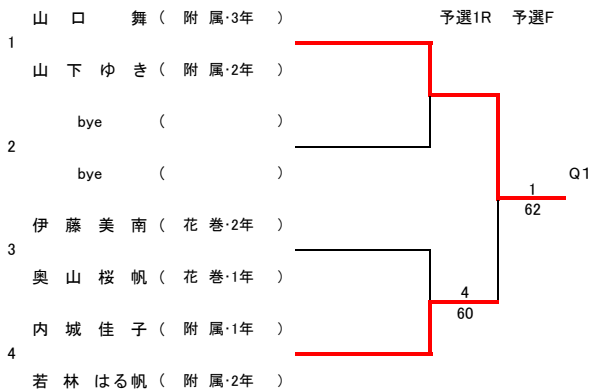 山 口 舞 ( 附 属・3年 ) 予選1R 予選F
1
山 下 ゆ き ( 附 属・2年 )
bye ( )
2
bye ( ) Q1
1
62
伊 藤 美 南 ( 花 巻・2年 )
3
奥 山 桜 帆 ( 花 巻・1年 )
4
60
内 城 佳 子 ( 附 属・1年 )
4
若 林 はる帆 ( 附 属・2年 )